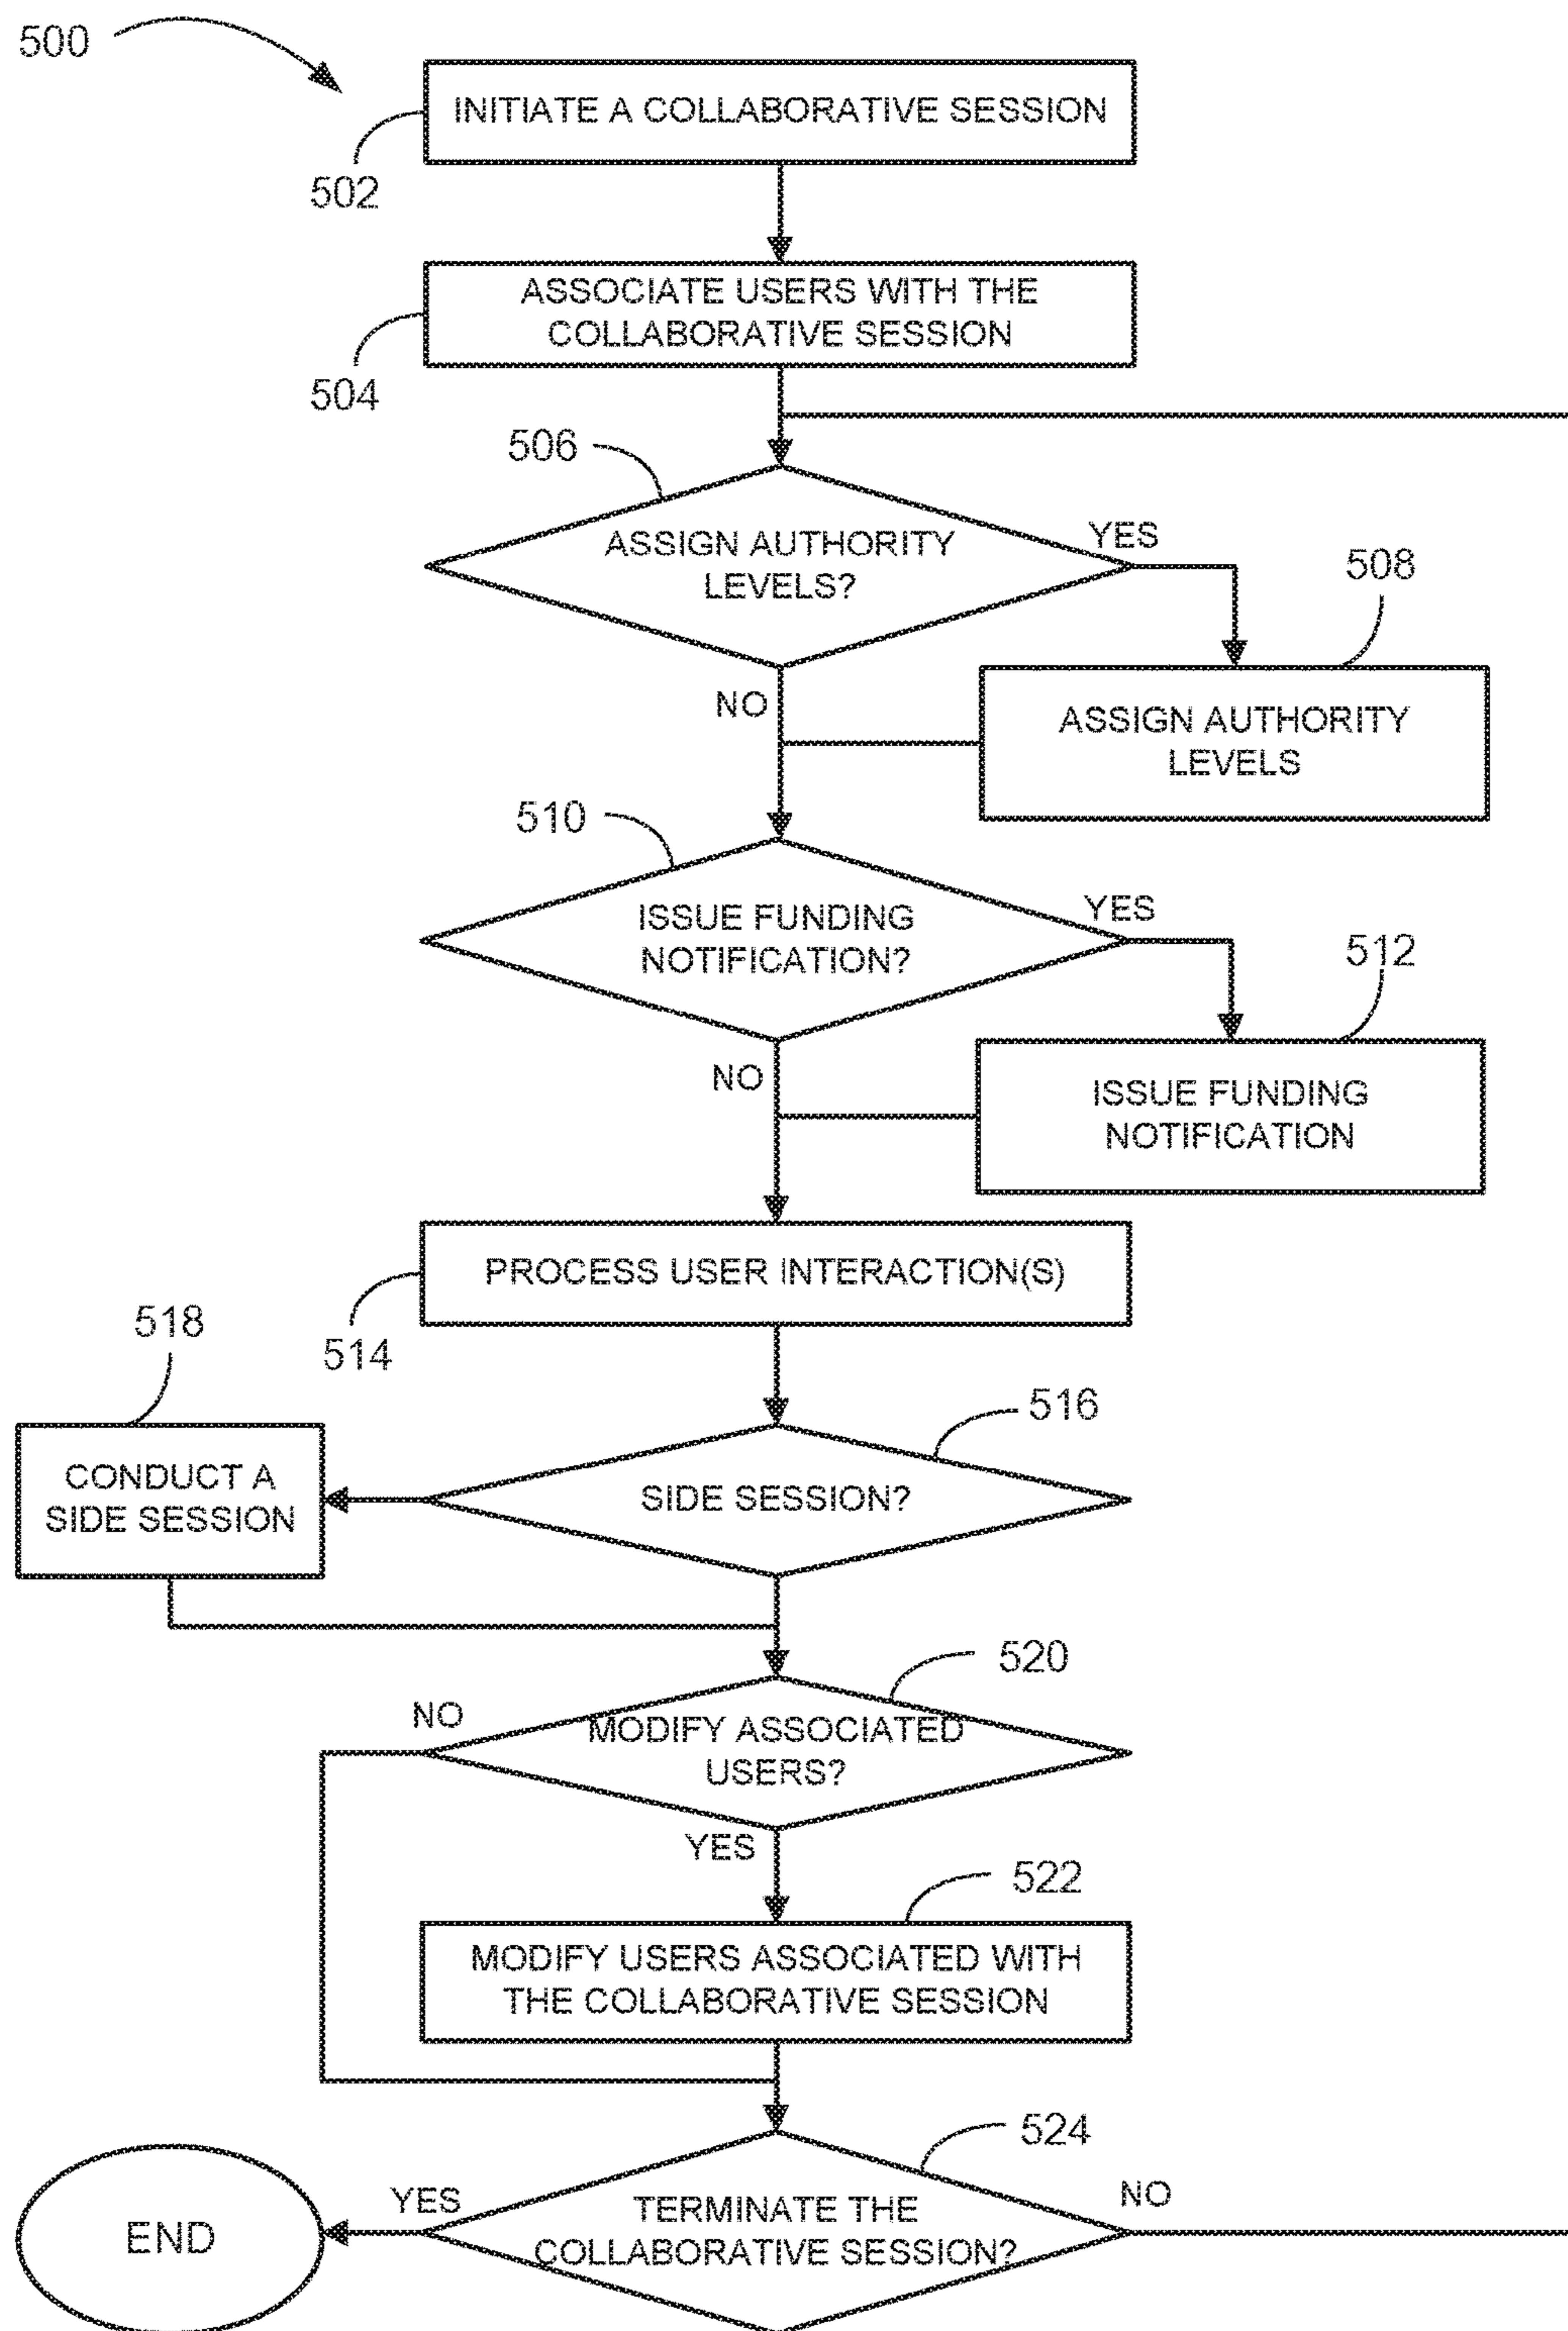 500
INITIATE A COLLABORATIVE SESSION
502
ASSOCIATE USERS WITH THE
COLLABORATIVE SESSION
504
506
ASSIGN AUTHORITY
LEVELS?
YES
508
NO
ASSIGN AUTHORITY
LEVELS
510
ISSUE FUNDING
NOTIFICATION?
YES
512
NO
ISSUE FUNDING
NOTIFICATION
PROCESS USER INTERACTION(S)
514
518
516
CONDUCT A
SIDE SESSION
SIDE SESSION?
520
NO
MODIFY ASSOCIATED
USERS?
YES
522
MODIFY USERS ASSOCIATED WITH
THE COLLABORATIVE SESSION
524
YES
TERMINATE THE
COLLABORATIVE SESSION?
NO
END